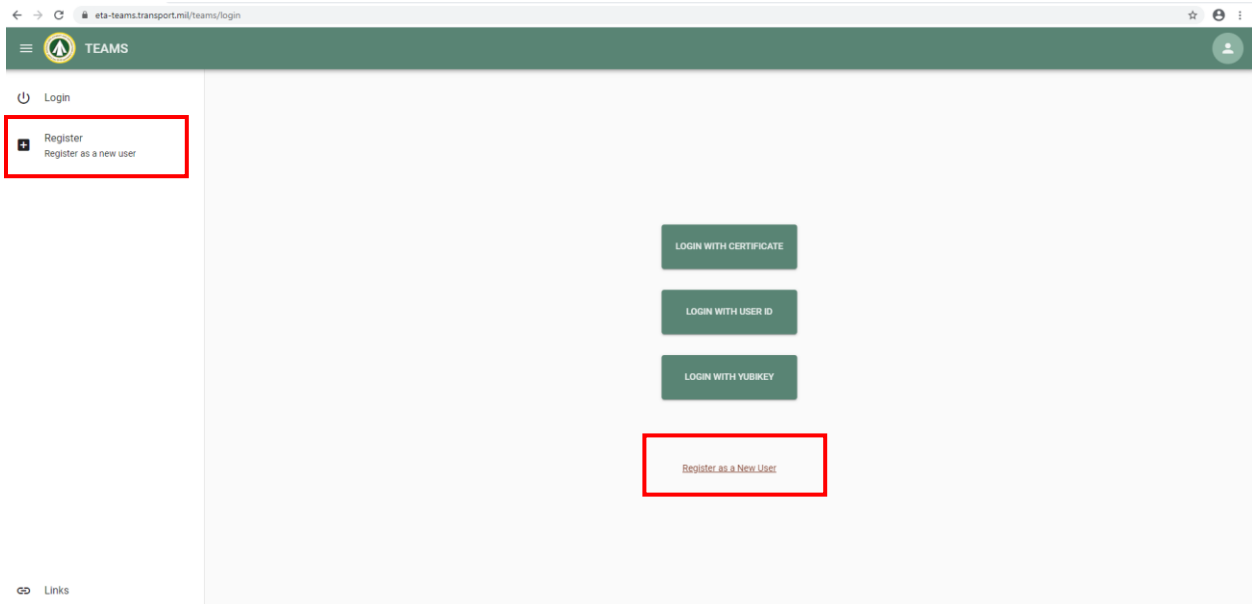 eta-teams.transport.mil/teams/login
TEAMS
Login
Register
Register as a new user
LOGIN WITH CERTIFICATE
LOGIN WITH USER ID
LOGIN WITH YUBIKEY
Register as a New User
Links